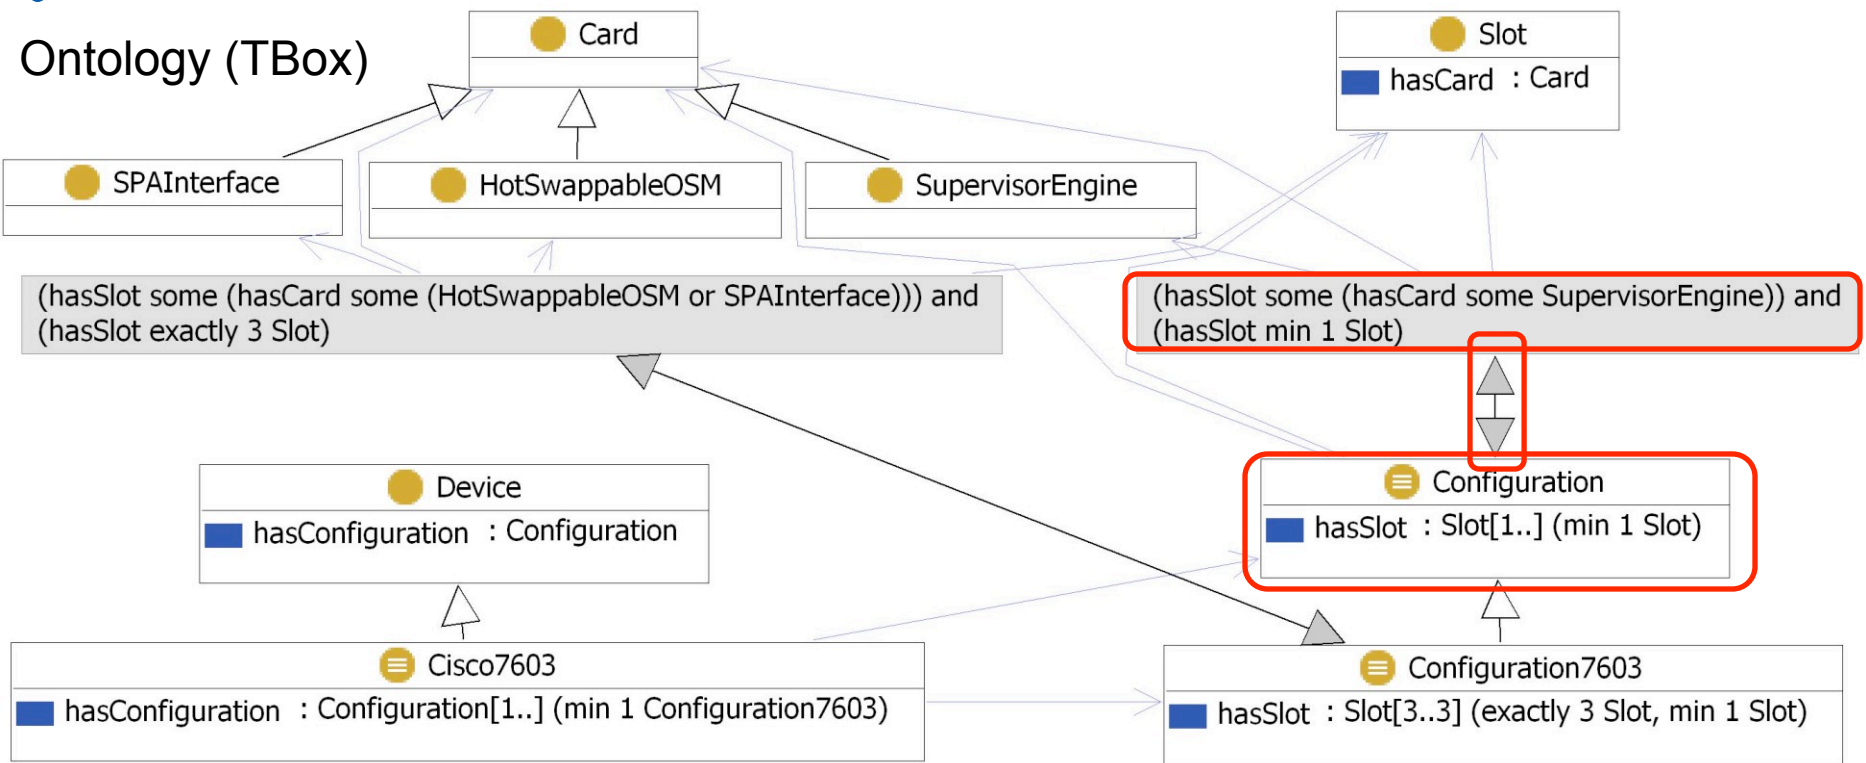 Ontology (TBox)
Card
Slot
hasCard : Card
SPAInterface
HotSwappableOSM
SupervisorEngine
(hasSlot some (hasCard some (HotSwappableOSM or SPAInterface))) and
(hasSlot exactly 3 Slot)
(hasSlot some (hasCard some SupervisorEngine)) and
(hasSlot min 1 Slot)
Device
hasConfiguration : Configuration
Configuration
hasSlot : Slot[1..] (min 1 Slot)
Cisco7603
hasConfiguration : Configuration[1..] (min 1 Configuration7603)
Configuration7603
hasSlot : Slot[3..3] (exactly 3 Slot, min 1 Slot)